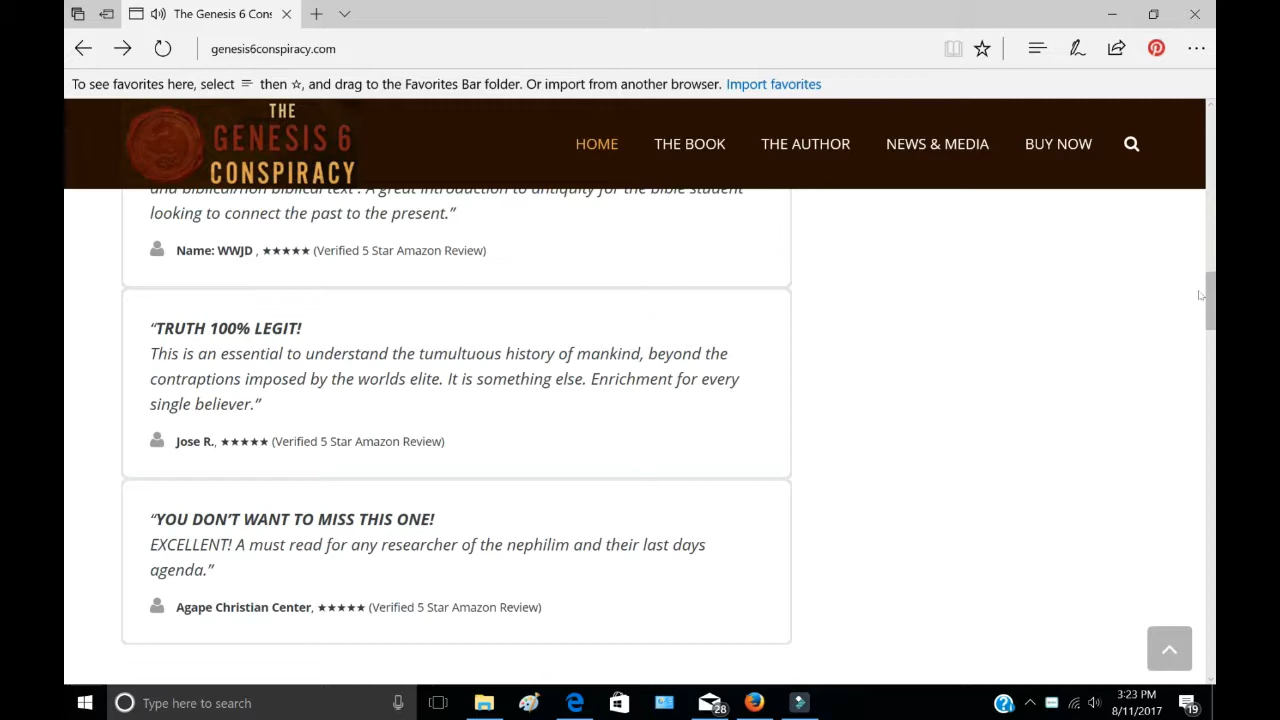 The Genesis 6 Cons
genesis6conspiracy.com
To see favorites here, select then ☆, and drag to the Favorites Bar folder. Or import from another browser. Import favorites
THE
GENESIS 6
CONSPIRACY
HOME THE BOOK THE AUTHOR NEWS & MEDIA BUY NOW
and biblical/non biblical text . A great introduction to antiquity for the bible student
looking to connect the past to the present.”
Name: WWJD , ★★★★★ (Verified 5 Star Amazon Review)
“TRUTH 100% LEGIT!
This is an essential to understand the tumultuous history of mankind, beyond the
contraptions imposed by the worlds elite. It is something else. Enrichment for every
single believer.”
Jose R., ★★★★★ (Verified 5 Star Amazon Review)
“YOU DON’T WANT TO MISS THIS ONE!
EXCELLENT! A must read for any researcher of the nephilim and their last days
agenda.”
Agape Christian Center, ★★★★★ (Verified 5 Star Amazon Review)
Type here to search
28
3:23 PM
8/11/2017
19